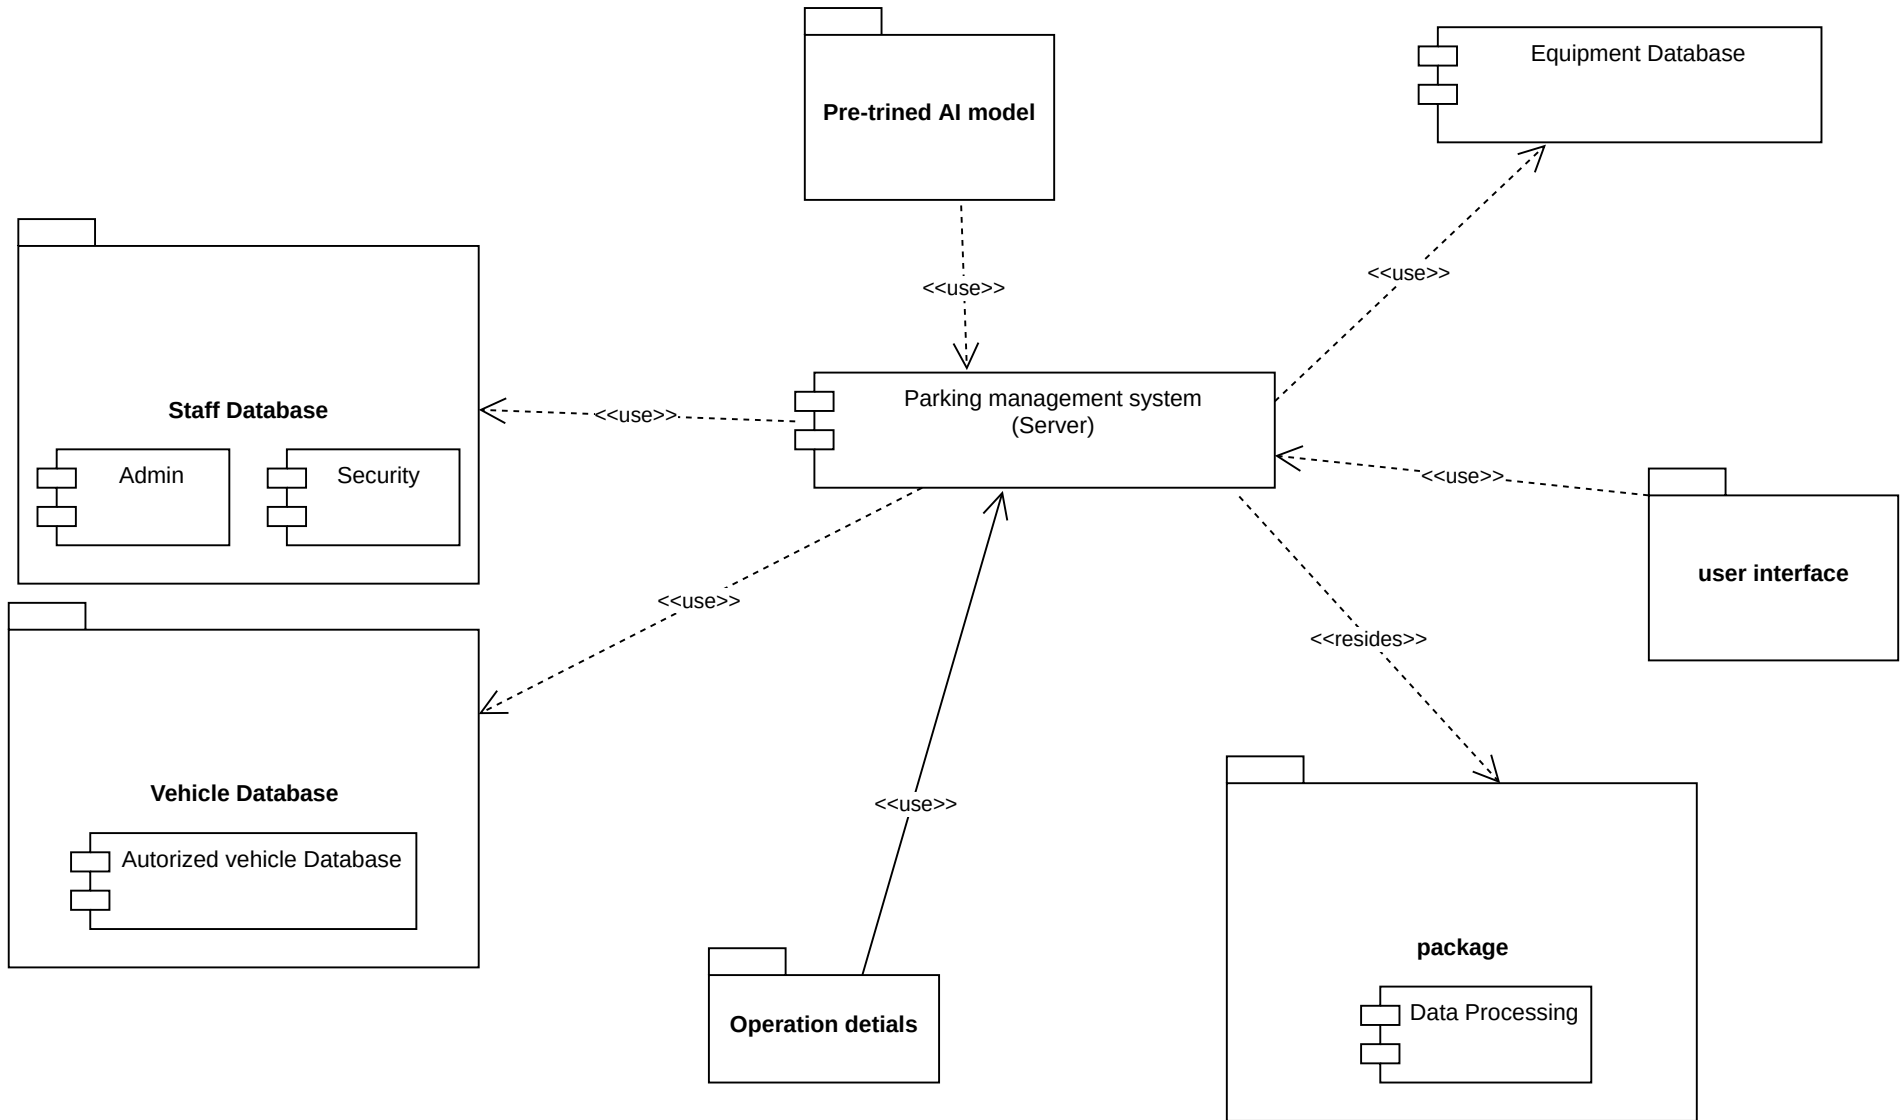 Pre-trined AI model
Equipment Database
<<use>>
<<use>>
Staff Database
Admin
Security
<<use>>
Parking management system
(Server)
<<use>>
user interface
<<use>>
<<resides>>
Vehicle Database
Autorized vehicle Database
<<use>>
package
Data Processing
Operation detials